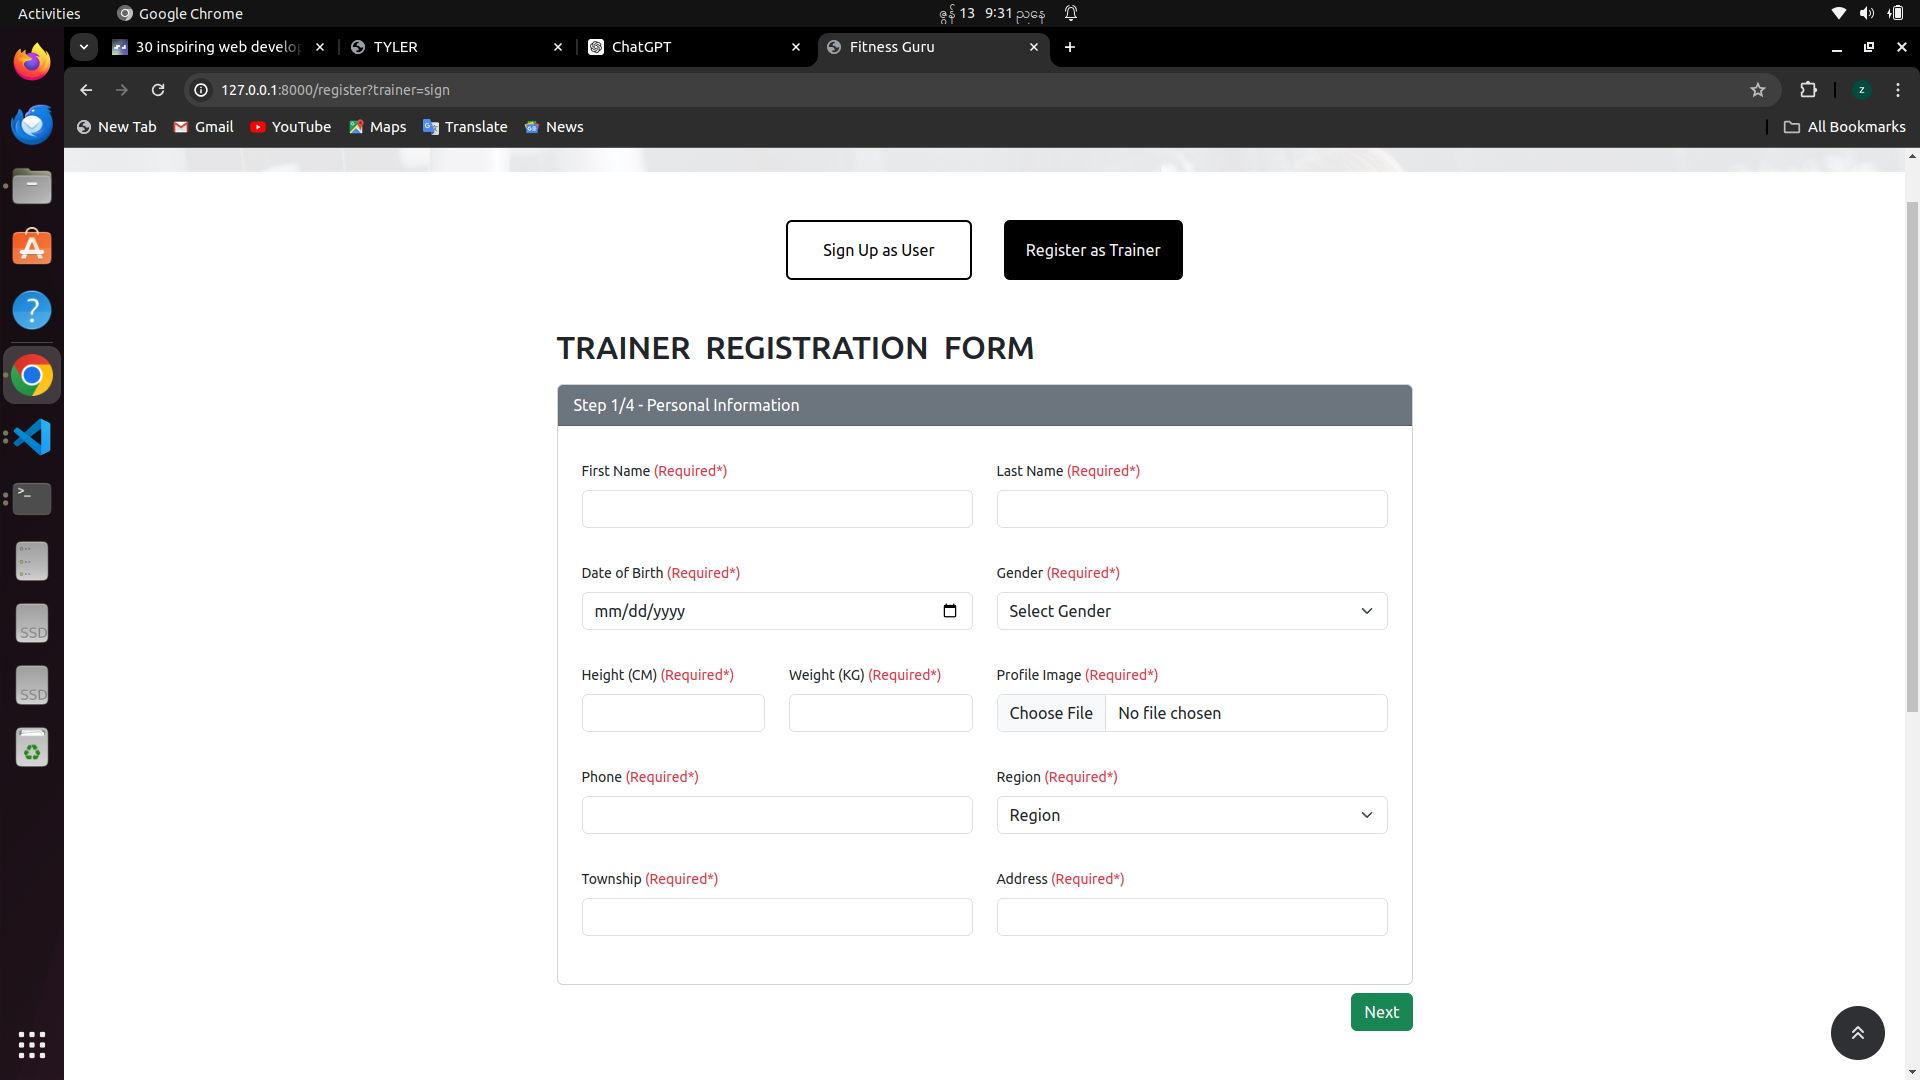 Activities Google Chrome ဇွန် 13 9:31 ညနေ
30 inspiring web develop TYLER ChatGPT Fitness Guru
127.0.0.1:8000/register?trainer=sign z
New Tab Gmail YouTube Maps Translate News All Bookmarks
Sign Up as User Register as Trainer
TRAINER REGISTRATION FORM
Step 1/4 - Personal Information
First Name (Required*) Last Name (Required*)
Date of Birth (Required*) Gender (Required*)
mm/dd/yyyy Select Gender
Height (CM) (Required*) Weight (KG) (Required*) Profile Image (Required*)
Choose File No file chosen
Phone (Required*) Region (Required*)
Region
Township (Required*) Address (Required*)
Next
SSD
SSD